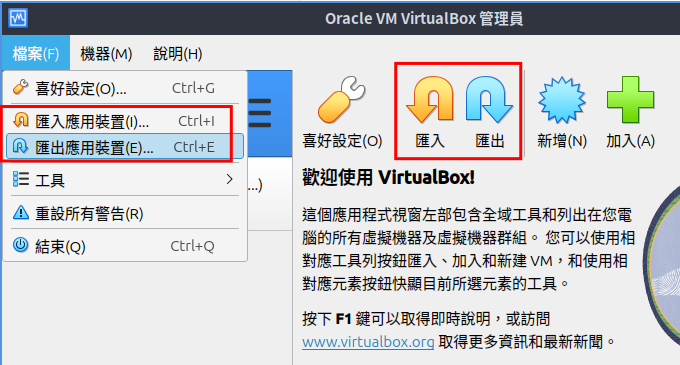 Oracle VM VirtualBox 管理員
檔案(F) 機器(M) 說明(H)
喜好設定(O)... Ctrl+G
匯入應用裝置(I)... Ctrl+I
匯出應用裝置(E)... Ctrl+E
工具
重設所有警告(R)
結束(Q) Ctrl+Q
...)
喜好設定(O) 匯入 匯出 新增(N) 加入(A)
歡迎使用 VirtualBox!
這個應用程式視窗左部包含全域工具和列出在您電
腦的所有虛擬機器及虛擬機器群組。 您可以使用相
對應工具列按鈕匯入、加入和新建 VM，和使用相
對應元素按鈕快顯目前所選元素的工具。
按下 F1 鍵可以取得即時說明，或訪問
www.virtualbox.org 取得更多資訊和最新新聞。